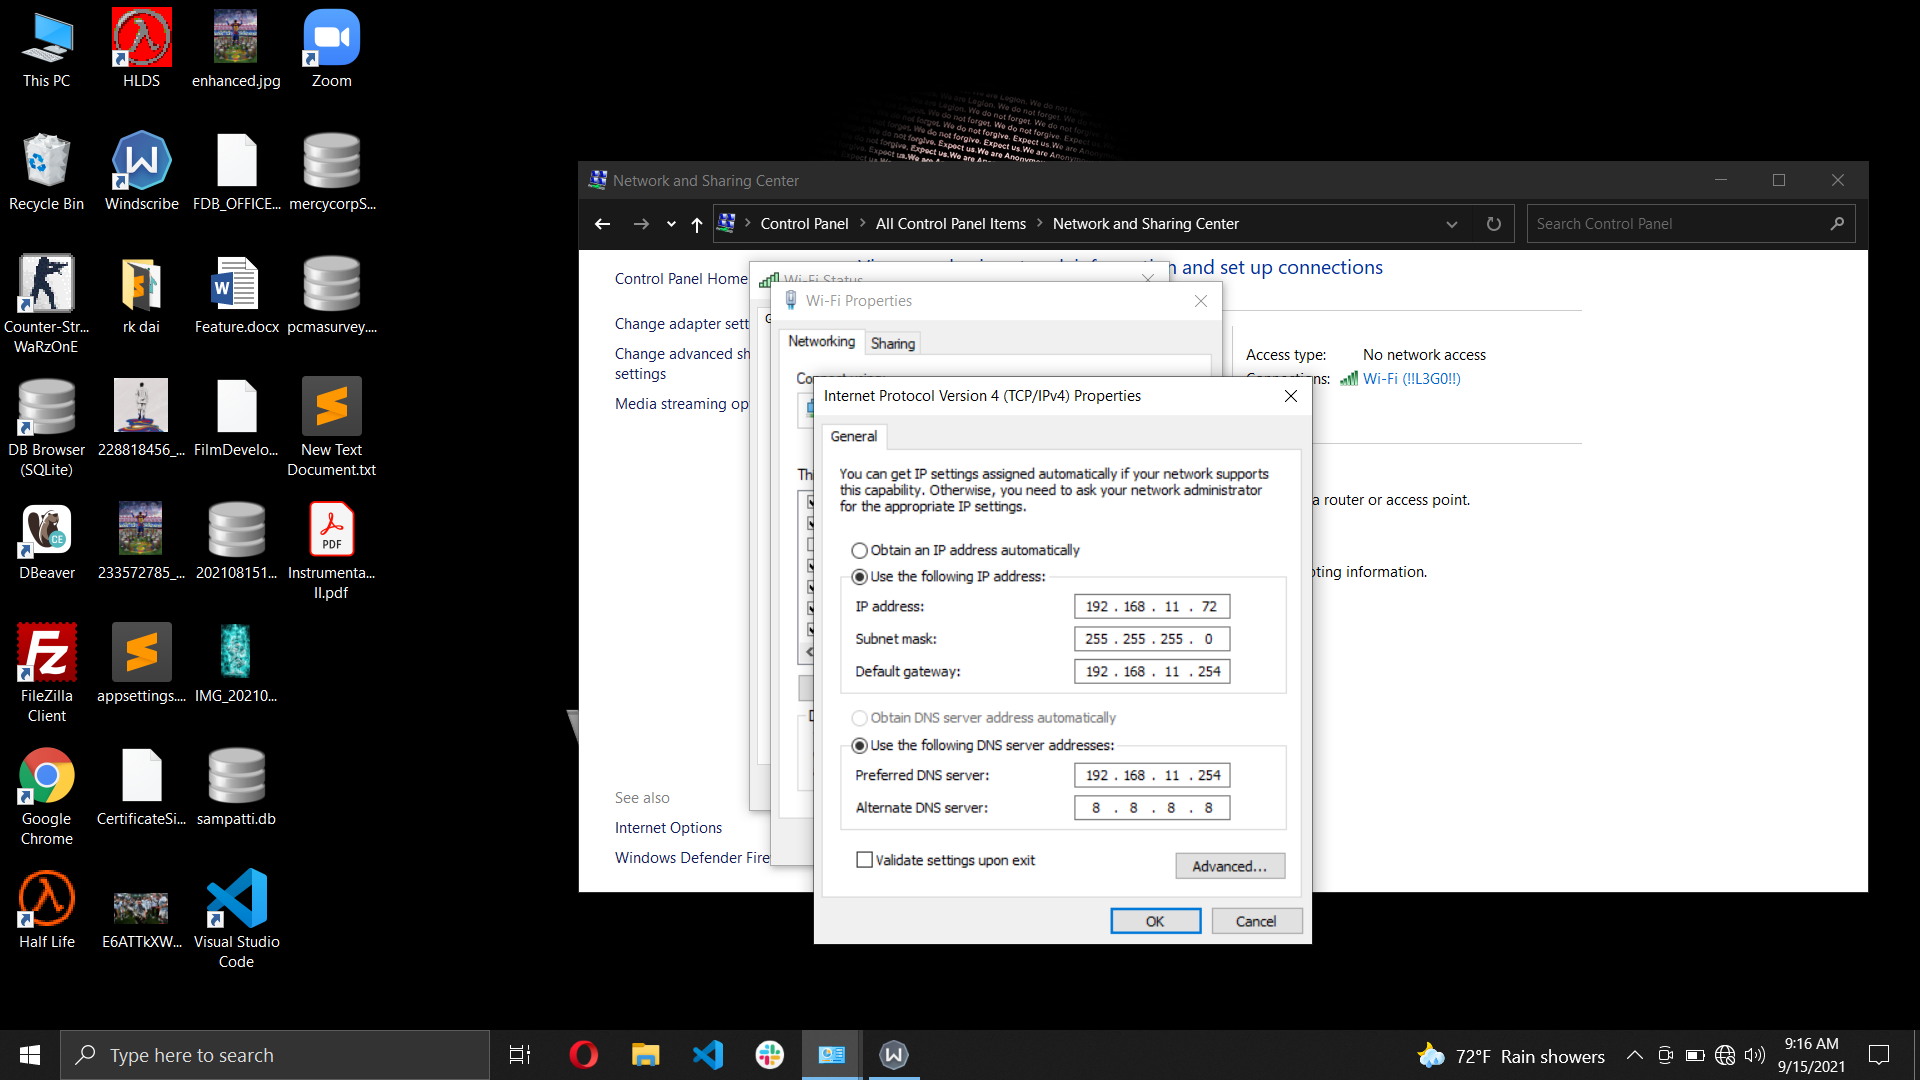 This PC
HLDS
enhanced.jpg
Zoom
Recycle Bin
Windscribe
FDB_OFFICE...
mercycorpS...
Counter-Str...
WaRzOnE
rk dai
Feature.docx
pcmasurvey....
DB Browser
(SQLite)
228818456_...
FilmDevelo...
New Text
Document.txt
DBeaver
233572785_...
202108151...
Instrumenta...
II.pdf
FileZilla
Client
appsettings....
IMG_20210...
Google
Chrome
CertificateSi...
sampatti.db
Half Life
E6ATTkXW...
Visual Studio
Code
Network and Sharing Center
Control Panel
All Control Panel Items
Network and Sharing Center
Search Control Panel
Control Panel Home
Change adapter sett
Change advanced sh
settings
Media streaming op
See also
Internet Options
Windows Defender Fire
and set up connections
Access type: No network access
Wi-Fi (!!L3G0!!)
a router or access point.
oting information.
Wi-Fi Status
Wi-Fi Properties
Networking
Sharing
Internet Protocol Version 4 (TCP/IPv4) Properties
General
You can get IP settings assigned automatically if your network supports
this capability. Otherwise, you need to ask your network administrator
for the appropriate IP settings.
Obtain an IP address automatically
Use the following IP address:
IP address: 192 . 168 . 11 . 72
Subnet mask: 255 . 255 . 255 . 0
Default gateway: 192 . 168 . 11 . 254
Obtain DNS server address automatically
Use the following DNS server addresses:
Preferred DNS server: 192 . 168 . 11 . 254
Alternate DNS server: 8 . 8 . 8 . 8
Validate settings upon exit
Advanced...
OK
Cancel
Type here to search
72°F Rain showers
9:16 AM
9/15/2021